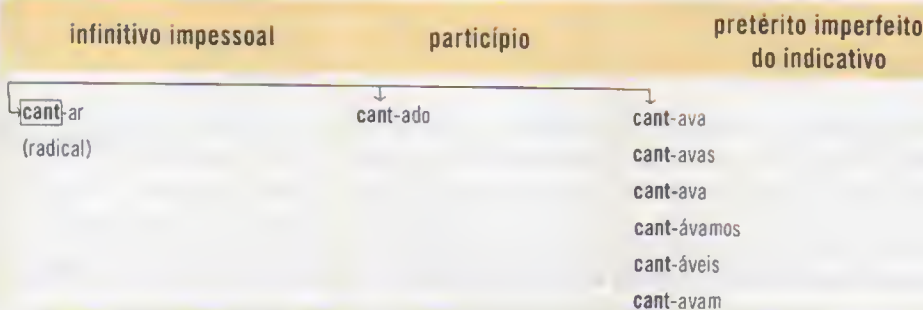 infinitivo impessoal
particípio
pretérito imperfeito
do indicativo
cant-ar
(radical)
cant-ado
cant-ava
cant-avas
cant-ava
cant-ávamos
cant-áveis
cant-avam